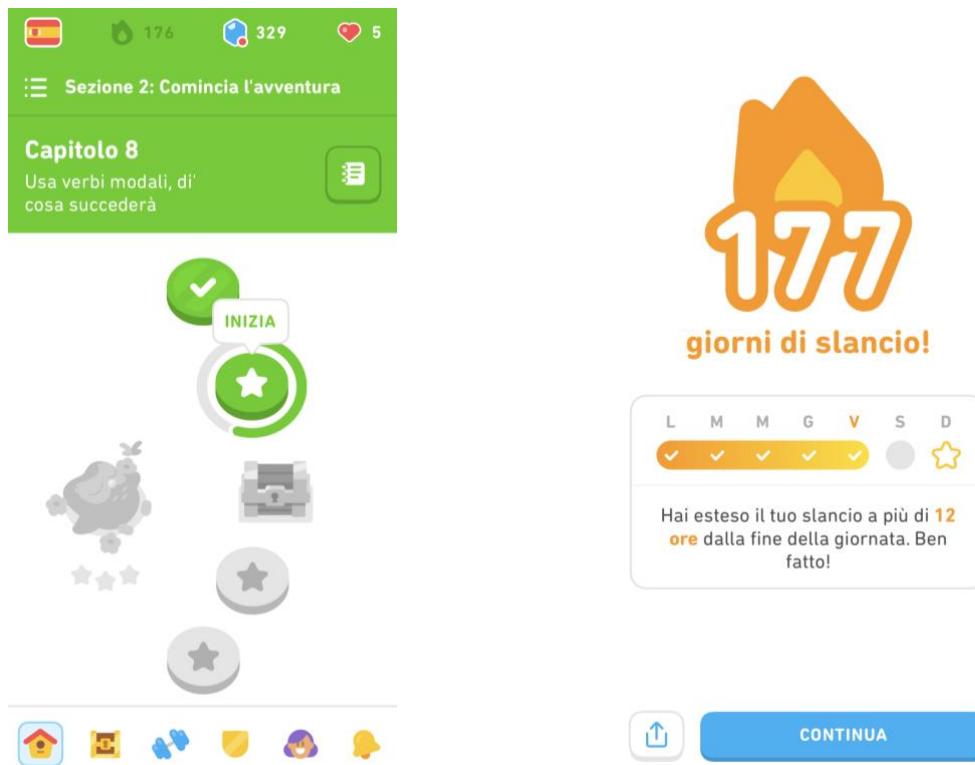 176
329
5
Sezione 2: Comincia l'avventura
Capitolo 8
Usa verbi modali, di'
cosa succederà
INIZIA
177
giorni di slancio!
L M M G V S D
Hai esteso il tuo slancio a più di 12
ore dalla fine della giornata. Ben
fatto!
CONTINUA